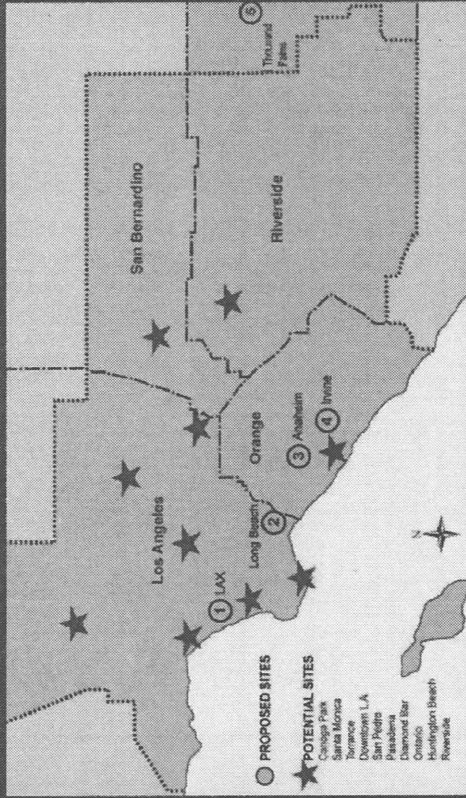 San Bernardino
Riverside
Los Angeles
Orange
1 LAX
Long Beach
2
3 Anaheim
4 Irvine
5
Thousand
Palms
N
PROPOSED SITES
POTENTIAL SITES
Canoga Park
Santa Monica
Torrance
Downtown L.A
San Pedro
Pasadena
Diamond Bar
Ontario
Huntington Beach
Riverside